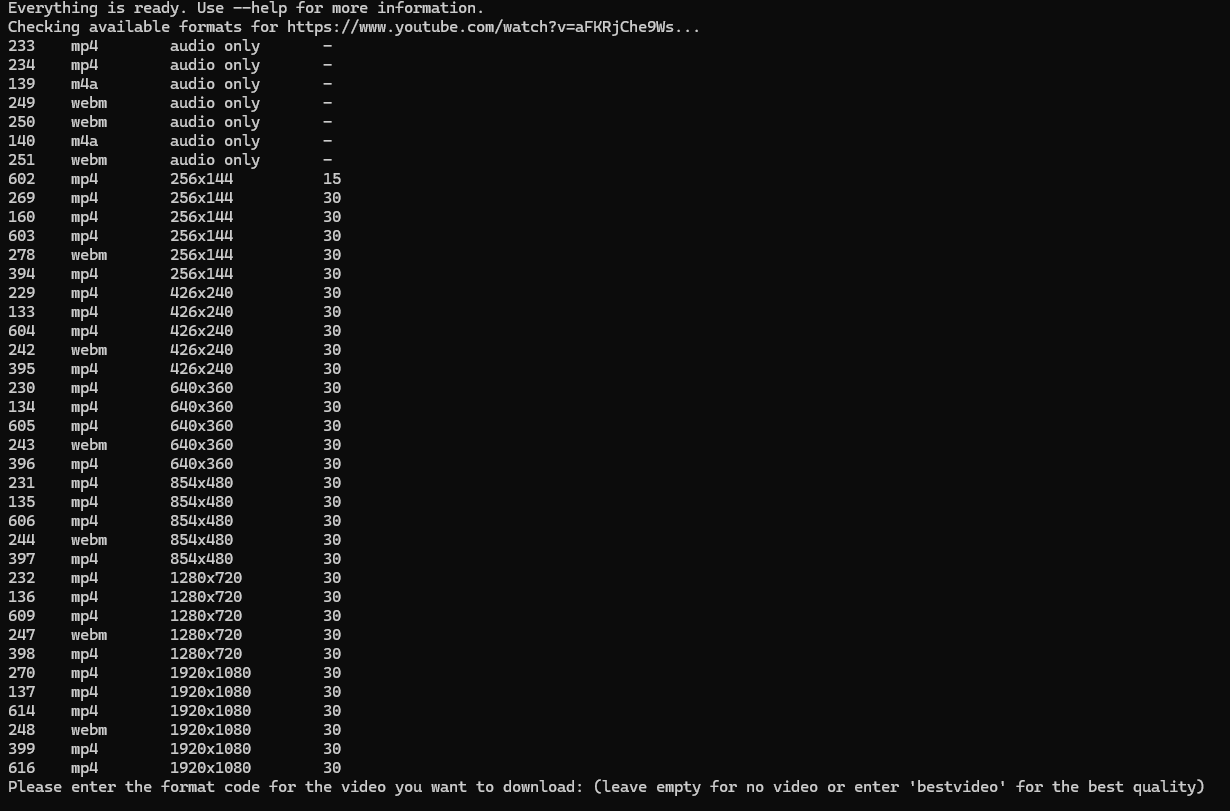 Everything is ready. Use --help for more information.
Checking available formats for https://www.youtube.com/watch?v=aFKRjChe9Ws...
233    mp4        audio only       -
234    mp4        audio only       -
139    m4a        audio only       -
249    webm       audio only       -
250    webm       audio only       -
140    m4a        audio only       -
251    webm       audio only       -
602    mp4        256x144          15
269    mp4        256x144          30
160    mp4        256x144          30
603    mp4        256x144          30
278    webm       256x144          30
394    mp4        256x144          30
229    mp4        426x240          30
133    mp4        426x240          30
604    mp4        426x240          30
242    webm       426x240          30
395    mp4        426x240          30
230    mp4        640x360          30
134    mp4        640x360          30
605    mp4        640x360          30
243    webm       640x360          30
396    mp4        640x360          30
231    mp4        854x480          30
135    mp4        854x480          30
606    mp4        854x480          30
244    webm       854x480          30
397    mp4        854x480          30
232    mp4        1280x720         30
136    mp4        1280x720         30
609    mp4        1280x720         30
247    webm       1280x720         30
398    mp4        1280x720         30
270    mp4        1920x1080        30
137    mp4        1920x1080        30
614    mp4        1920x1080        30
248    webm       1920x1080        30
399    mp4        1920x1080        30
616    mp4        1920x1080        30
Please enter the format code for the video you want to download: (leave empty for no video or enter 'bestvideo' for the best quality)